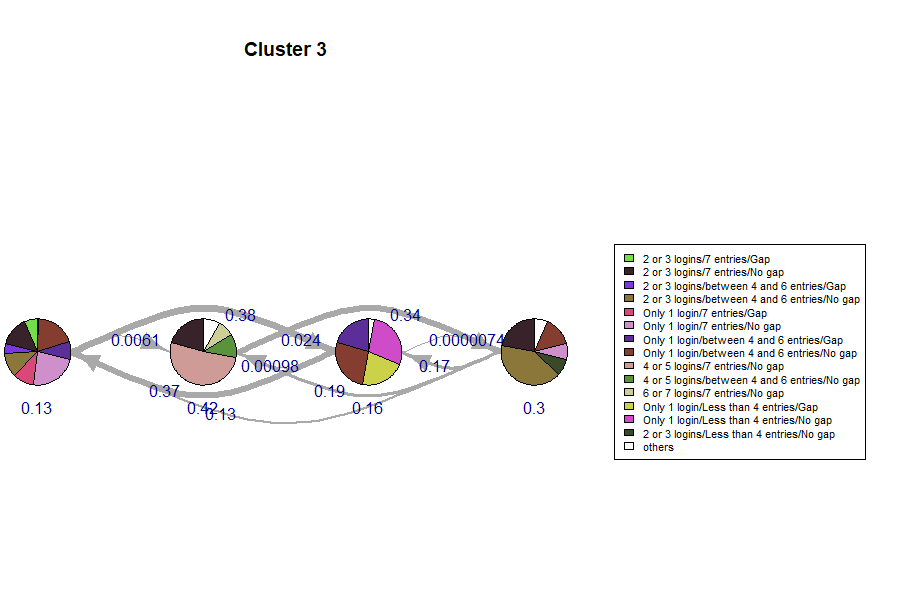 Cluster 3
0.38
0.34
0.0061
0.024
0.0000074
0.00098
0.17
0.37
0.19
0.13
0.42
0.13
0.16
0.3
2 or 3 logins/7 entries/Gap
2 or 3 logins/7 entries/No gap
2 or 3 logins/between 4 and 6 entries/Gap
2 or 3 logins/between 4 and 6 entries/No gap
Only 1 login/7 entries/Gap
Only 1 login/7 entries/No gap
Only 1 login/between 4 and 6 entries/Gap
Only 1 login/between 4 and 6 entries/No gap
4 or 5 logins/7 entries/No gap
4 or 5 logins/between 4 and 6 entries/No gap
6 or 7 logins/7 entries/No gap
Only 1 login/Less than 4 entries/Gap
Only 1 login/Less than 4 entries/No gap
2 or 3 logins/Less than 4 entries/No gap
others